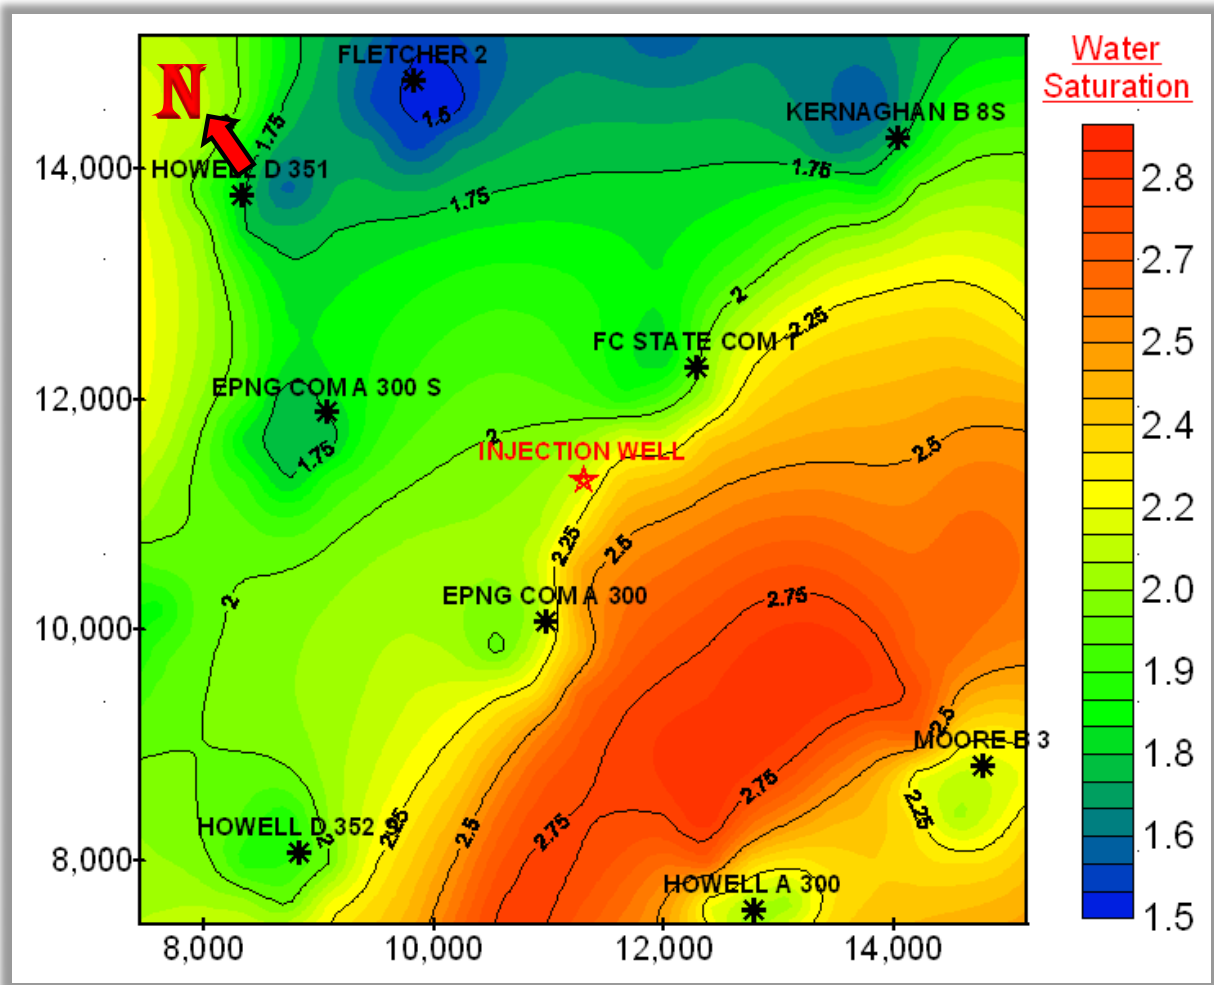 Water
Saturation
N
FLETCHER 2
1.5
KERNAGHAN B 8S
1.75
HOWELL D 351
1.75
1.75
2
2.25
FC STATE COM 1
EPNG COM A 300 S
1.75
2
INJECTION WELL
2.5
2.25
2.5
EPNG COM A 300
2.75
2
2.5
MOORE B 3
2.75
2.25
HOWELL D 352
2
2.25
2.5
2.75
HOWELL A 300
14,000
12,000
10,000
8,000
8,000
10,000
12,000
14,000
2.8
2.7
2.5
2.4
2.2
2.0
1.9
1.8
1.6
1.5